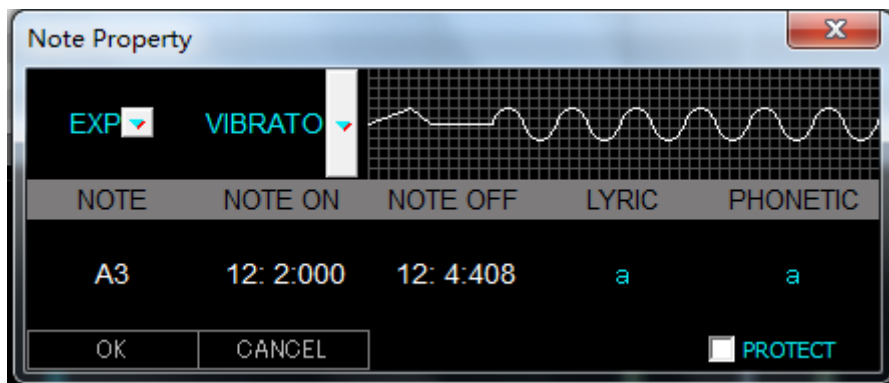 Note Property
EXP VIBRATO
NOTE NOTE ON NOTE OFF LYRIC PHONETIC
A3 12: 2:000 12: 4:408 a a
OK CANCEL PROTECT